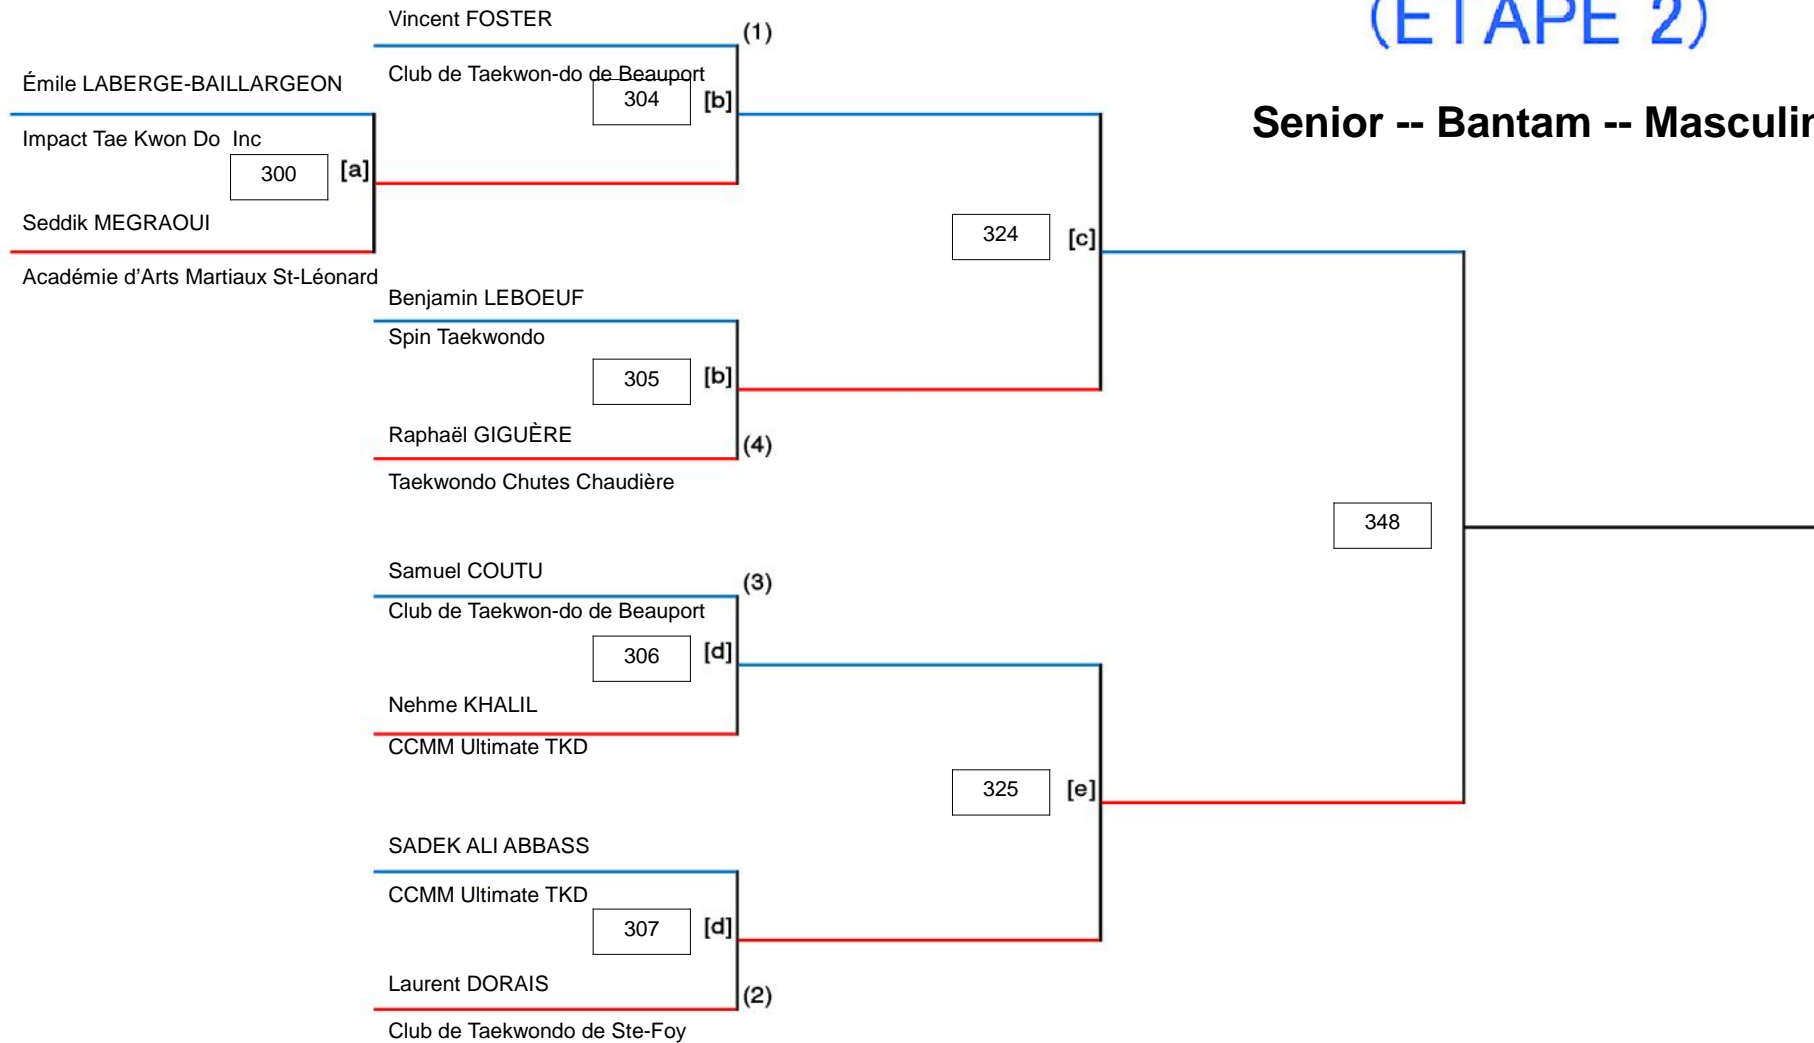 (ETAPE 2)
Senior -- Bantam -- Masculin
Vincent FOSTER
(1)
Club de Taekwon-do de Beauport
304 [b]
Émile LABERGE-BAILLARGEON
Impact Tae Kwon Do Inc
300 [a]
Seddik MEGRAOUI
Académie d'Arts Martiaux St-Léonard
324 [c]
Benjamin LEBOEUF
Spin Taekwondo
305 [b]
Raphaël GIGUÈRE
(4)
Taekwondo Chutes Chaudière
348
Samuel COUTU
(3)
Club de Taekwon-do de Beauport
306 [d]
Nehme KHALIL
CCMM Ultimate TKD
325 [e]
SADEK ALI ABBASS
CCMM Ultimate TKD
307 [d]
Laurent DORAIS
(2)
Club de Taekwondo de Ste-Foy